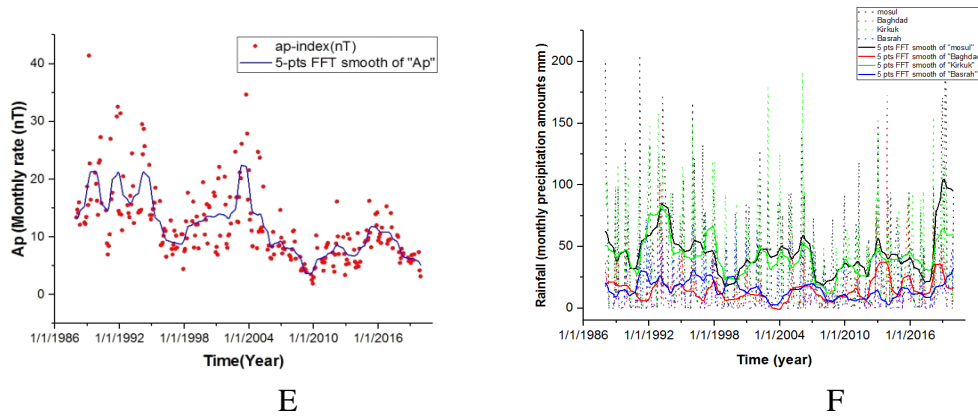 ap-index(nT)
5-pts FFT smooth of "Ap"
Ap (Monthly rate (nT))
40
30
20
10
0
1/1/1986
1/1/1992
1/1/1998
1/1/2004
1/1/2010
1/1/2016
Time(Year)
E
mosul
Baghdad
Kirkuk
Basrah
5 pts FFT smooth of "mosul"
5 pts FFT smooth of "Baghdad
5 pts FFT smooth of "Kirkuk"
5 pts FFT smooth of "Basrah"
Rainfall (monthly precipitation amounts mm )
200
150
100
50
0
1/1/1986
1/1/1992
1/1/1998
1/1/2004
1/1/2010
1/1/2016
Time (year)
F